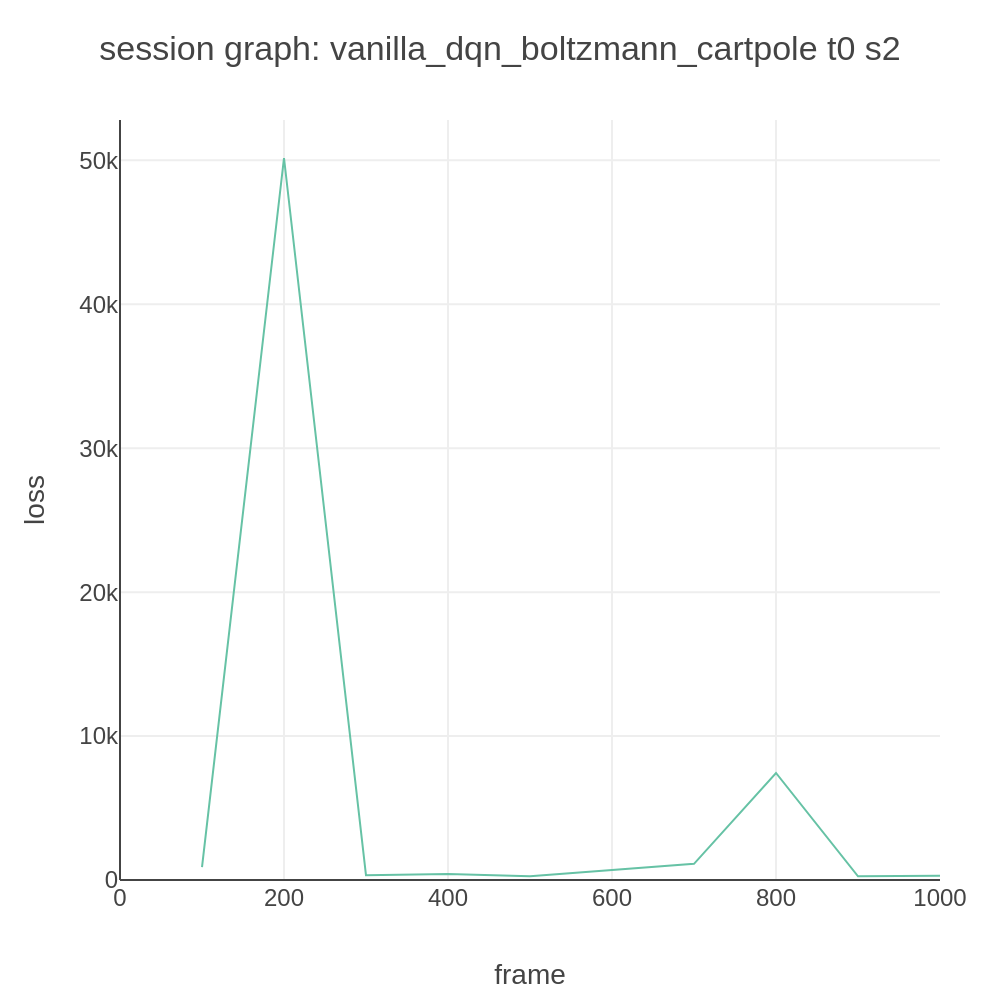 session graph: vanilla_dqn_boltzmann_cartpole t0 s2
50k
40k
30k
20k
10k
0
loss
0 200 400 600 800 1000
frame